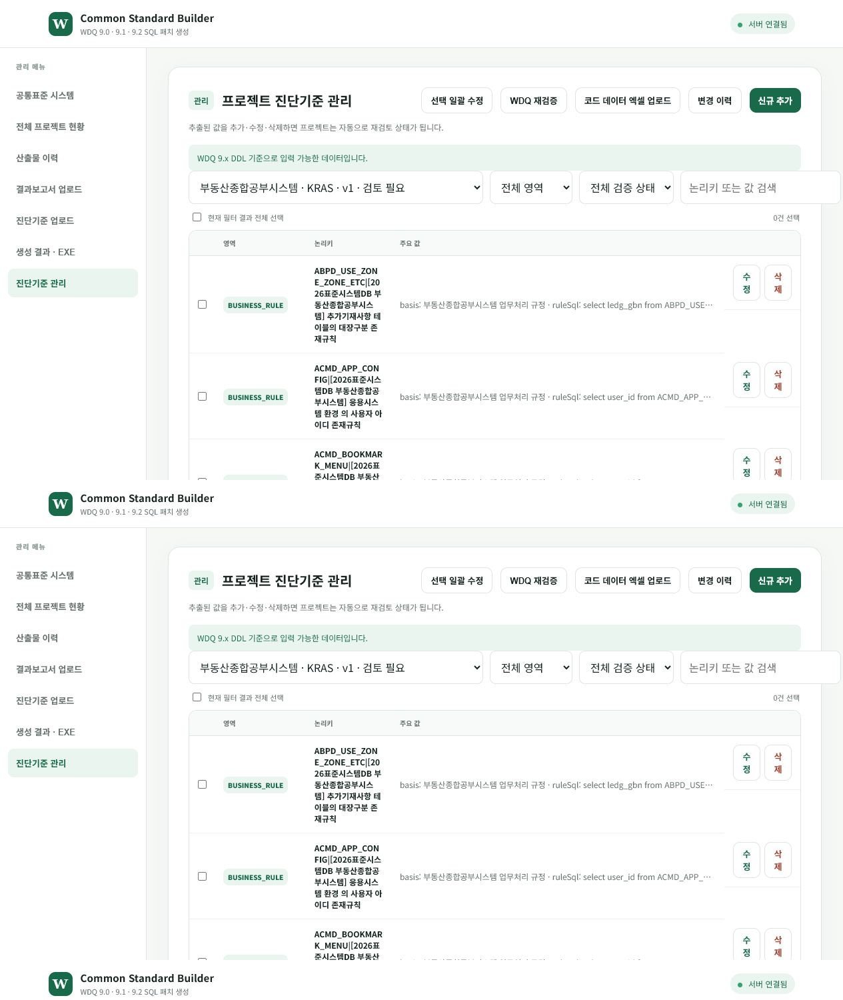 W Common Standard Builder
WDQ 9.0 · 9.1 · 9.2 SQL 패치 생성
서버 연결됨
관리 메뉴
공통표준 시스템
전체 프로젝트 현황
산출물 이력
결과보고서 업로드
진단기준 업로드
생성 결과 · EXE
진단기준 관리
관리 프로젝트 진단기준 관리 선택 일괄 수정 WDQ 재검증 코드 데이터 엑셀 업로드 변경 이력 신규 추가
추출된 값을 추가·수정·삭제하면 프로젝트는 자동으로 재검토 상태가 됩니다.
WDQ 9.x DDL 기준으로 입력 가능한 데이터입니다.
부동산종합공부시스템 · KRAS · v1 · 검토 필요 전체 영역 전체 검증 상태 논리키 또는 값 검색
현재 필터 결과 전체 선택 0건 선택
영역 논리키 주요 값
BUSINESS_RULE
ABPD_USE_ZON
E_ZONE_ETC|[20
26표준시스템DB 부
동산종합공부시스
템] 추가기재사항 테
이블의 대장구분 존
재규칙
basis: 부동산종합공부시스템 업무처리 규정 · ruleSql: select ledg_gbn from ABPD_USE…
수
정
삭
제
BUSINESS_RULE
ACMD_APP_CON
FIG|[2026표준시스
템DB 부동산종합공
부시스템] 응용시스
템 환경 의 사용자 아
이디 존재규칙
basis: 부동산종합공부시스템 업무처리 규정 · ruleSql: select user_id from ACMD_APP_…
수
정
삭
제
ACMD_BOOKMAR
K_MENU|[2026표
준시스템DB 부동산
수
정
삭
제
W Common Standard Builder
WDQ 9.0 · 9.1 · 9.2 SQL 패치 생성
서버 연결됨
관리 메뉴
공통표준 시스템
전체 프로젝트 현황
산출물 이력
결과보고서 업로드
진단기준 업로드
생성 결과 · EXE
진단기준 관리
관리 프로젝트 진단기준 관리 선택 일괄 수정 WDQ 재검증 코드 데이터 엑셀 업로드 변경 이력 신규 추가
추출된 값을 추가·수정·삭제하면 프로젝트는 자동으로 재검토 상태가 됩니다.
WDQ 9.x DDL 기준으로 입력 가능한 데이터입니다.
부동산종합공부시스템 · KRAS · v1 · 검토 필요 전체 영역 전체 검증 상태 논리키 또는 값 검색
현재 필터 결과 전체 선택 0건 선택
영역 논리키 주요 값
BUSINESS_RULE
ABPD_USE_ZON
E_ZONE_ETC|[20
26표준시스템DB 부
동산종합공부시스
템] 추가기재사항 테
이블의 대장구분 존
재규칙
basis: 부동산종합공부시스템 업무처리 규정 · ruleSql: select ledg_gbn from ABPD_USE…
수
정
삭
제
BUSINESS_RULE
ACMD_APP_CON
FIG|[2026표준시스
템DB 부동산종합공
부시스템] 응용시스
템 환경 의 사용자 아
이디 존재규칙
basis: 부동산종합공부시스템 업무처리 규정 · ruleSql: select user_id from ACMD_APP_…
수
정
삭
제
ACMD_BOOKMAR
K_MENU|[2026표
준시스템DB 부동산
수
정
삭
제
W Common Standard Builder
WDQ 9.0 · 9.1 · 9.2 SQL 패치 생성
서버 연결됨